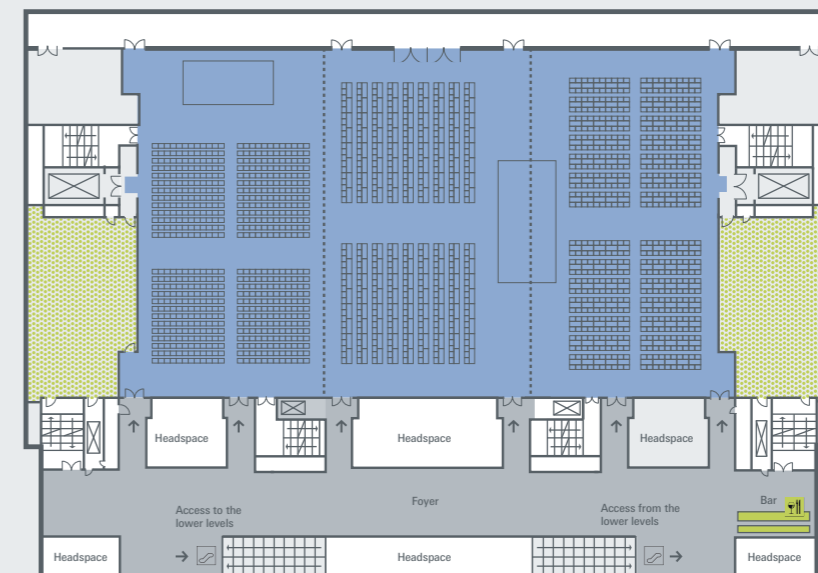 Headspace
Headspace
Headspace
Foyer
Access to the
lower levels
Access from the
lower levels
Bar
Headspace
Headspace
Headspace